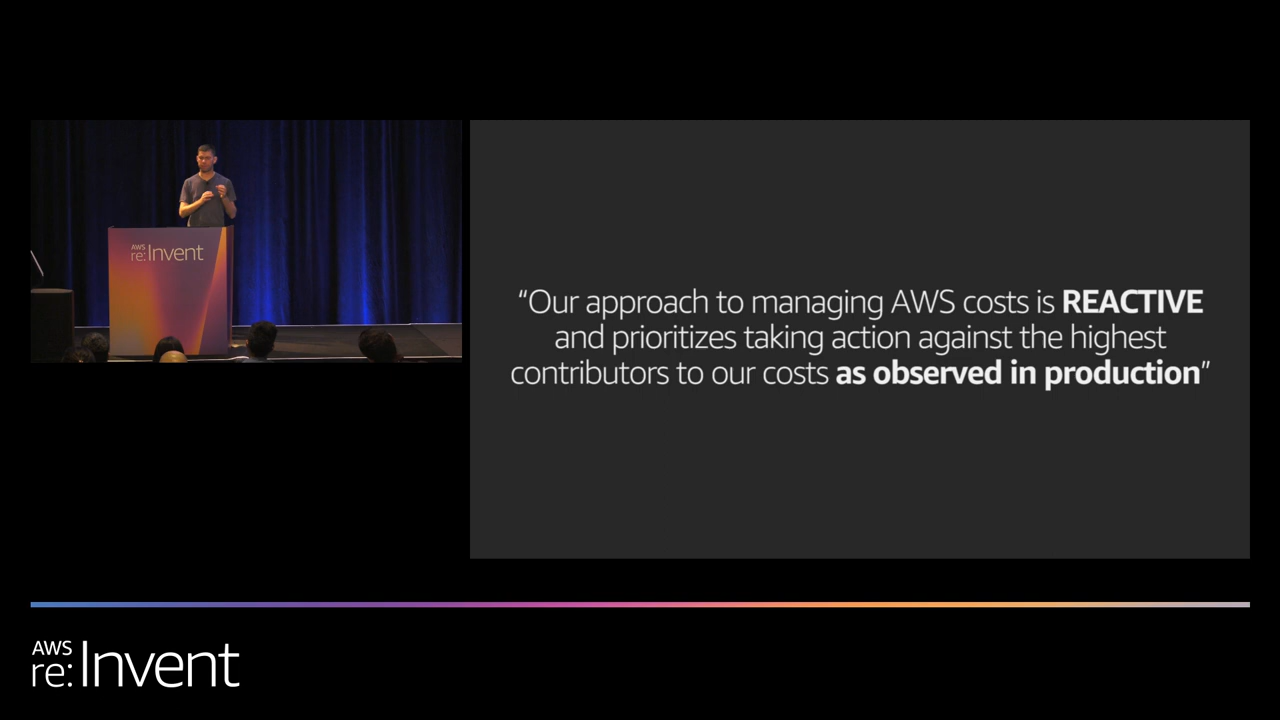 AWS
re:Invent
“Our approach to managing AWS costs is REACTIVE
and prioritizes taking action against the highest
contributors to our costs as observed in production”
AWS
re:Invent